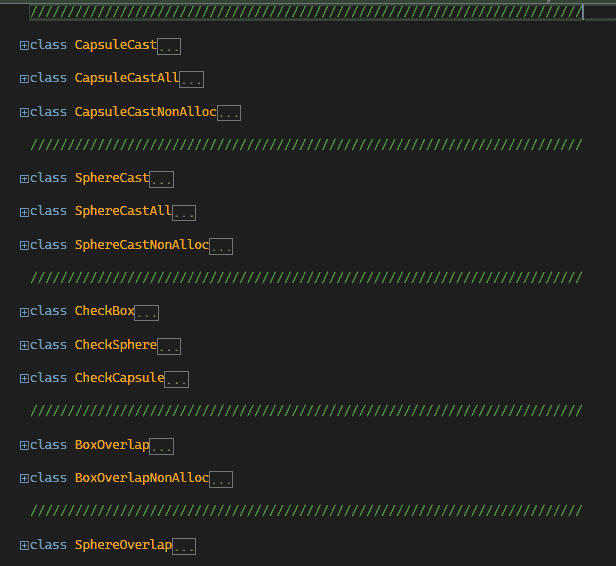 //////////////////////////////////////////////////////////////////////////
class CapsuleCast...
class CapsuleCastAll...
class CapsuleCastNonAlloc...
//////////////////////////////////////////////////////////////////////////
class SphereCast...
class SphereCastAll...
class SphereCastNonAlloc...
//////////////////////////////////////////////////////////////////////////
class CheckBox...
class CheckSphere...
class CheckCapsule...
//////////////////////////////////////////////////////////////////////////
class BoxOverlap...
class BoxOverlapNonAlloc...
//////////////////////////////////////////////////////////////////////////
class SphereOverlap...